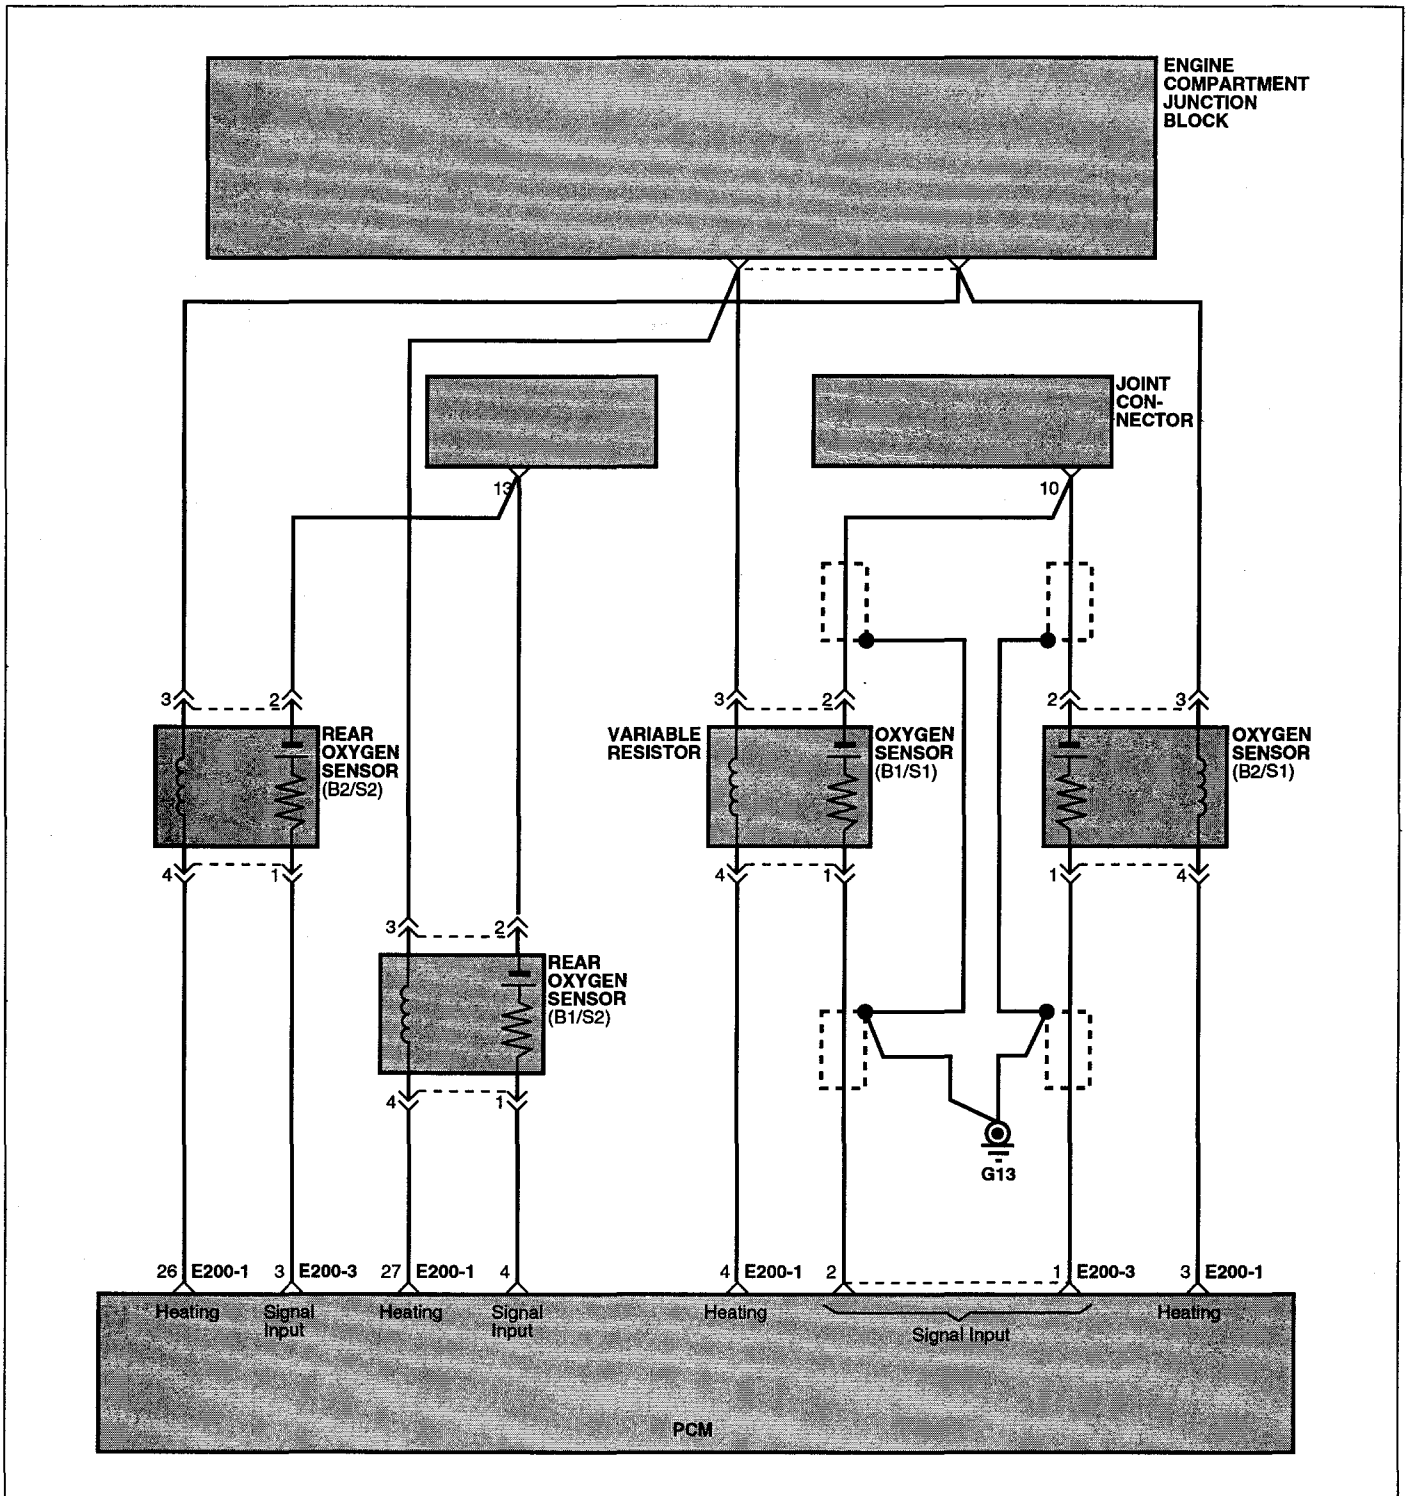 ENGINE
COMPARTMENT
JUNCTION
BLOCK
JOINT
CON-
NECTOR
13
10
3
2
3
2
2
3
REAR
OXYGEN
SENSOR
(B2/S2)
VARIABLE
RESISTOR
OXYGEN
SENSOR
(B1/S1)
OXYGEN
SENSOR
(B2/S1)
4
1
4
1
1
4
3
2
REAR
OXYGEN
SENSOR
(B1/S2)
4
1
G13
26 E200-1
3 E200-3
27 E200-1
4
4 E200-1
2
1 E200-3
3 E200-1
Heating
Signal
Input
Heating
Signal
Input
Heating
Signal Input
Heating
PCM